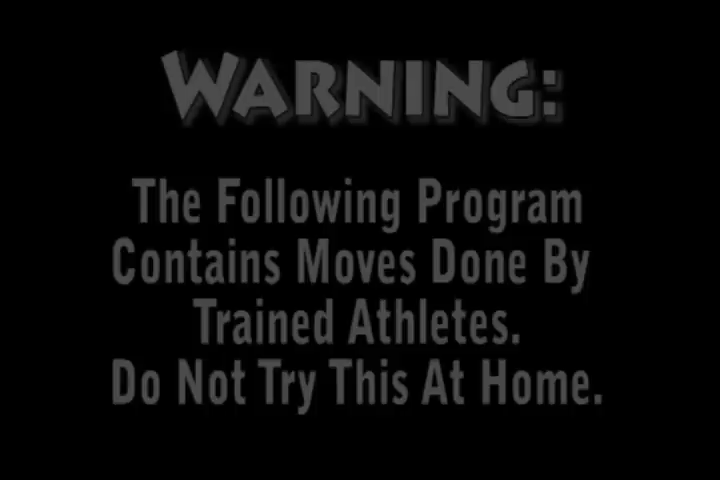 WARNING:
The Following Program
Contains Moves Done By
Trained Athletes.
Do Not Try This At Home.